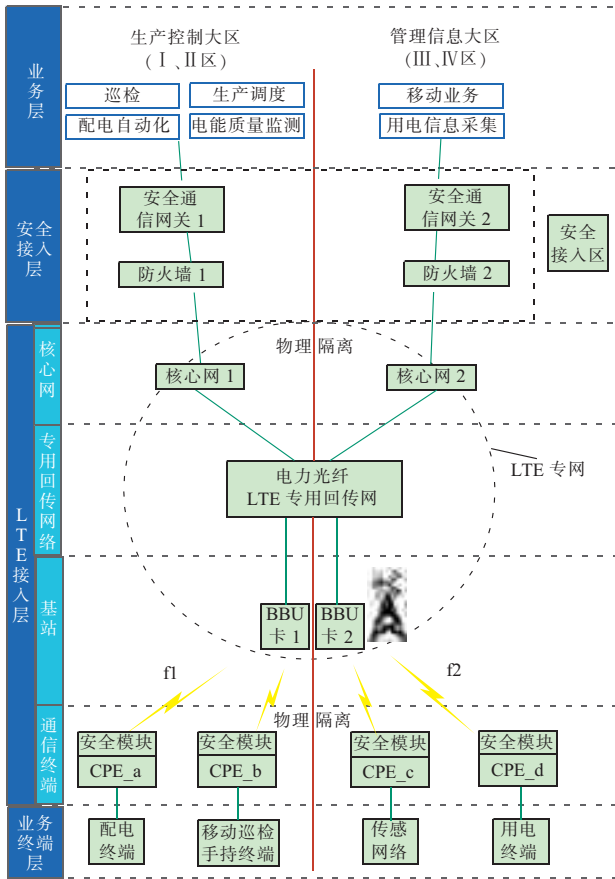 业务层
生产控制大区
(Ⅰ、Ⅱ区)
管理信息大区
(Ⅲ、Ⅳ区)
巡检
生产调度
移动业务
配电自动化
电能质量监测
用电信息采集
安全接入层
安全通
信网关 1
安全通
信网关 2
防火墙 1
防火墙 2
安全
接入区
LTE接入层
核心网
物理 隔离
核心网 1
核心网 2
专用回传网络
电力光纤
LTE 专用回传网
LTE 专网
基站
BBU
卡 1
BBU
卡 2
f1
f2
通信终端
物理 隔离
安全模块
CPE_a
安全模块
CPE_b
安全模块
CPE_c
安全模块
CPE_d
业务
终端
层
配电
终端
移动巡检
手持终端
传感
网络
用电
终端